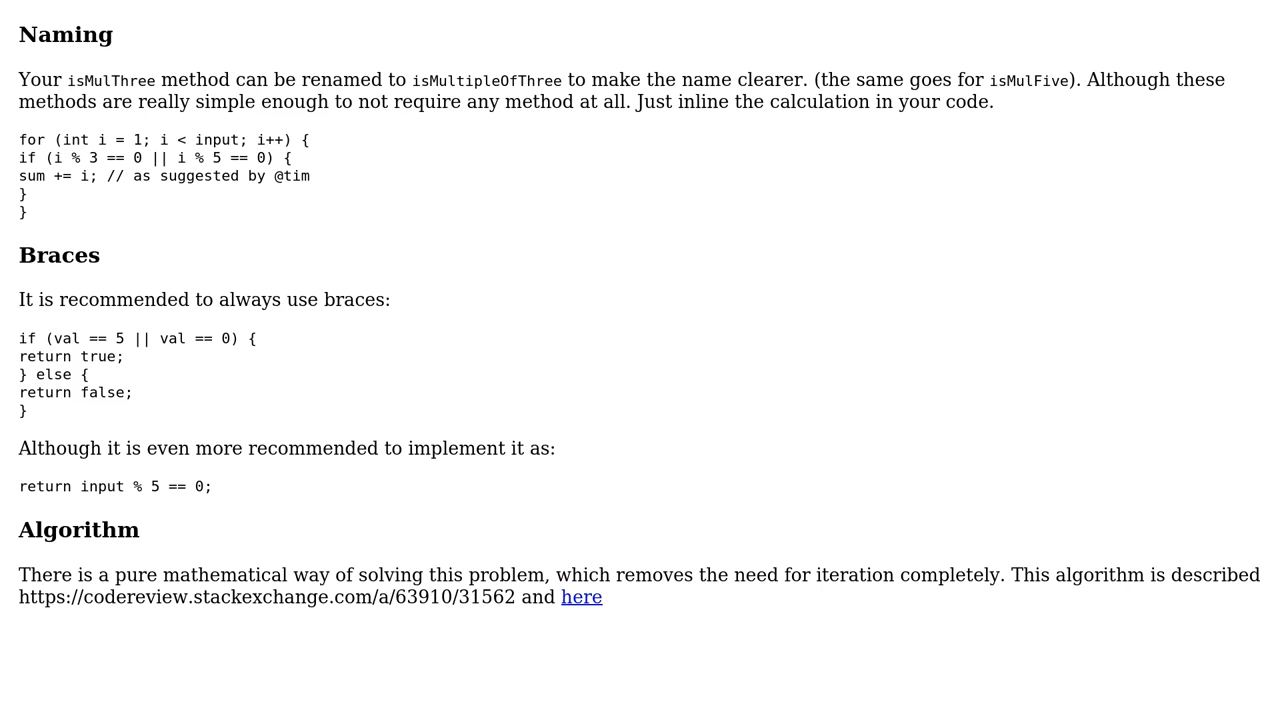 Naming
Your isMulThree method can be renamed to isMultipleOfThree to make the name clearer. (the same goes for isMulFive). Although these
methods are really simple enough to not require any method at all. Just inline the calculation in your code.
for (int i = 1; i < input; i++) {
if (i % 3 == 0 || i % 5 == 0) {
sum += i; // as suggested by @tim
}
}
Braces
It is recommended to always use braces:
if (val == 5 || val == 0) {
return true;
} else {
return false;
}
Although it is even more recommended to implement it as:
return input % 5 == 0;
Algorithm
There is a pure mathematical way of solving this problem, which removes the need for iteration completely. This algorithm is described
https://codereview.stackexchange.com/a/63910/31562 and here